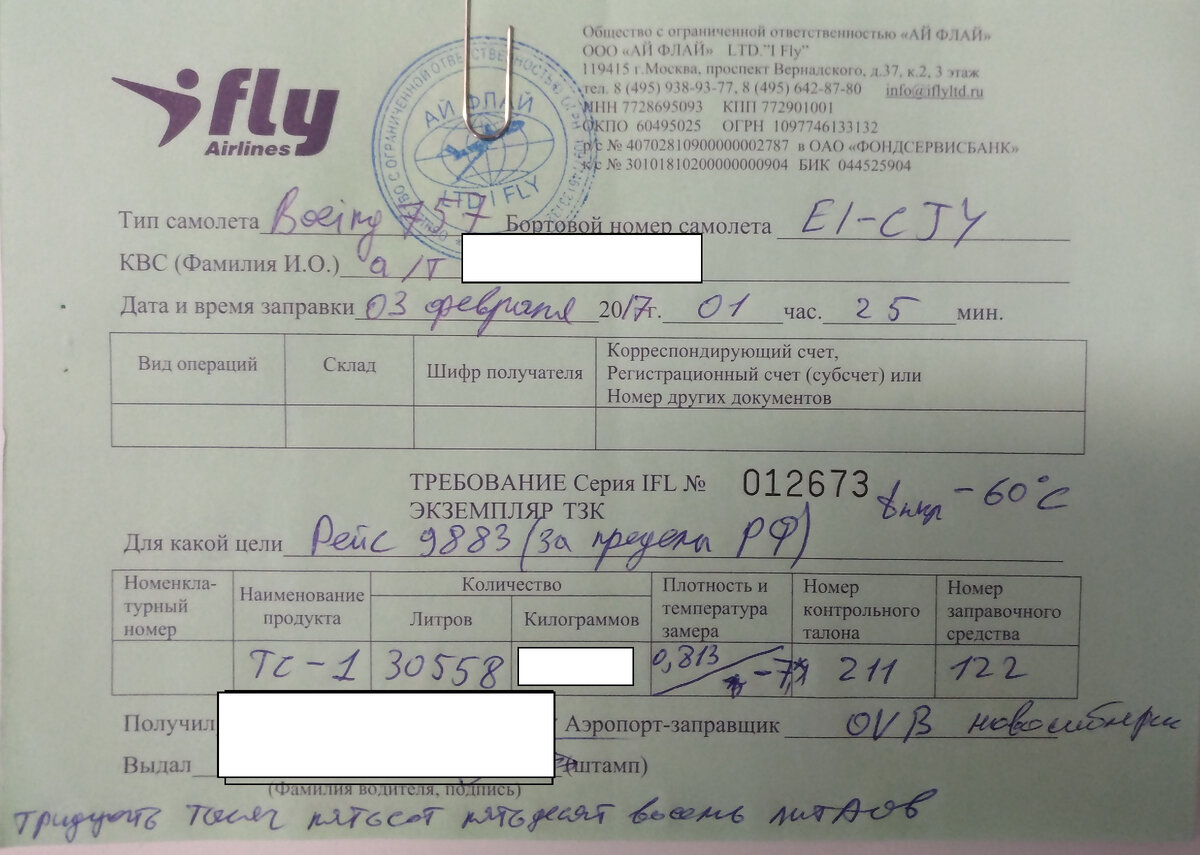 Общество с ограниченной ответственностью «АЙ ФЛАЙ»
ООО «АЙ ФЛАЙ» LTD."I Fly"
119415 г.Москва, проспект Вернадского, д.37, к.2, 3 этаж
тел. 8 (495) 938-93-77, 8 (495) 642-87-80 info@iflyltd.ru
ИНН 7728695093 КПП 772901001
ОКПО 60495025 ОГРН 1097746133132
р/с № 40702810900000002787 в ОАО «ФОНДСЕРВИСБАНК»
к/с № 30101810200000000904 БИК 044525904
ifly
Airlines
АЙ ФЛАЙ
LTD I FLY
Тип самолета Boeing 757 Бортовой номер самолета EI-CJY
КВС (Фамилия И.О.) а/т
Дата и время заправки 03 февраля 2017г. 01 час. 25 мин.
Вид операций Склад Шифр получателя Корреспондирующий счет,
Регистрационный счет (субсчет) или
Номер других документов
ТРЕБОВАНИЕ Серия IFL № 012673
-60°C
ЭКЗЕМПЛЯР ТЗК
Для какой цели Рейс 9883 (за пределы РФ)
Номенкла-
турный
номер
Наименование
продукта
Количество
Литров Килограммов
Плотность и
температура
замера
Номер
контрольного
талона
Номер
заправочного
средства
ТС-1 30558 0,813 211 122
Получил Аэропорт-заправщик OVB Новосибирск
Выдал (штамп)
(Фамилия водителя, подпись)
тридцать тысяч пятьсот пятьдесят восемь литров